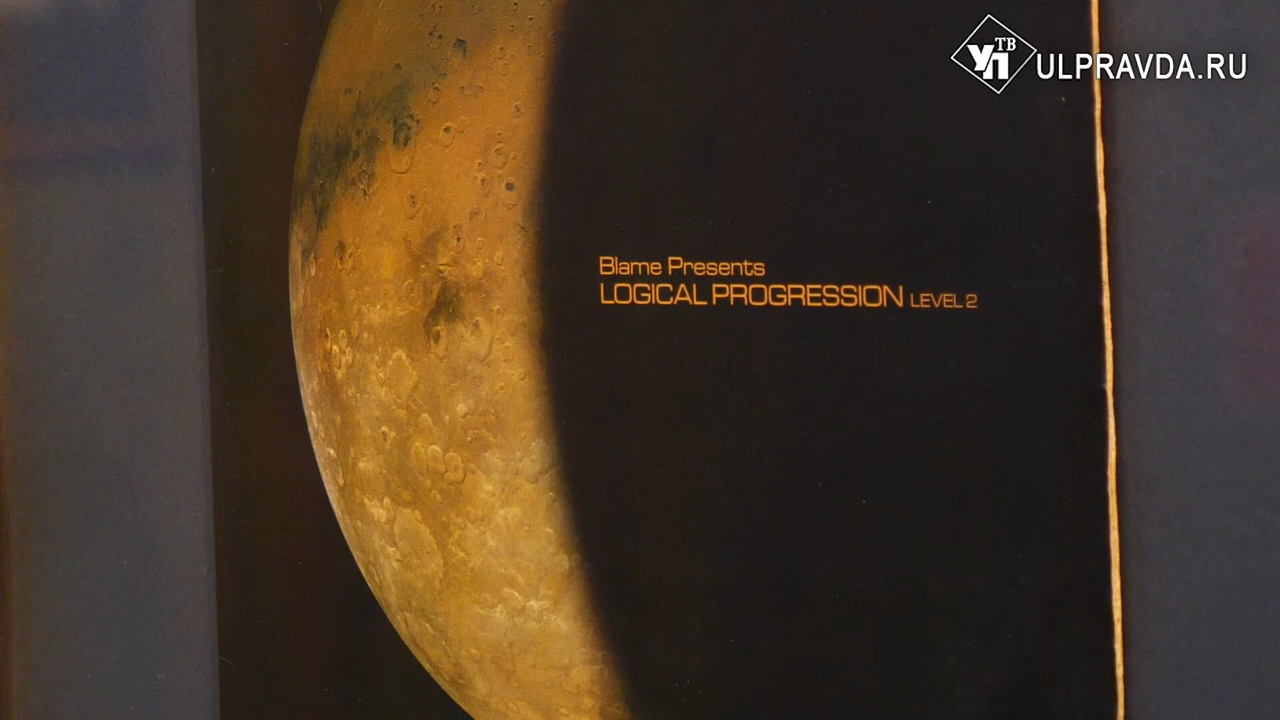 УП ТВ
ULPRAVDA.RU
Blame Presents
LOGICAL PROGRESSION LEVEL 2